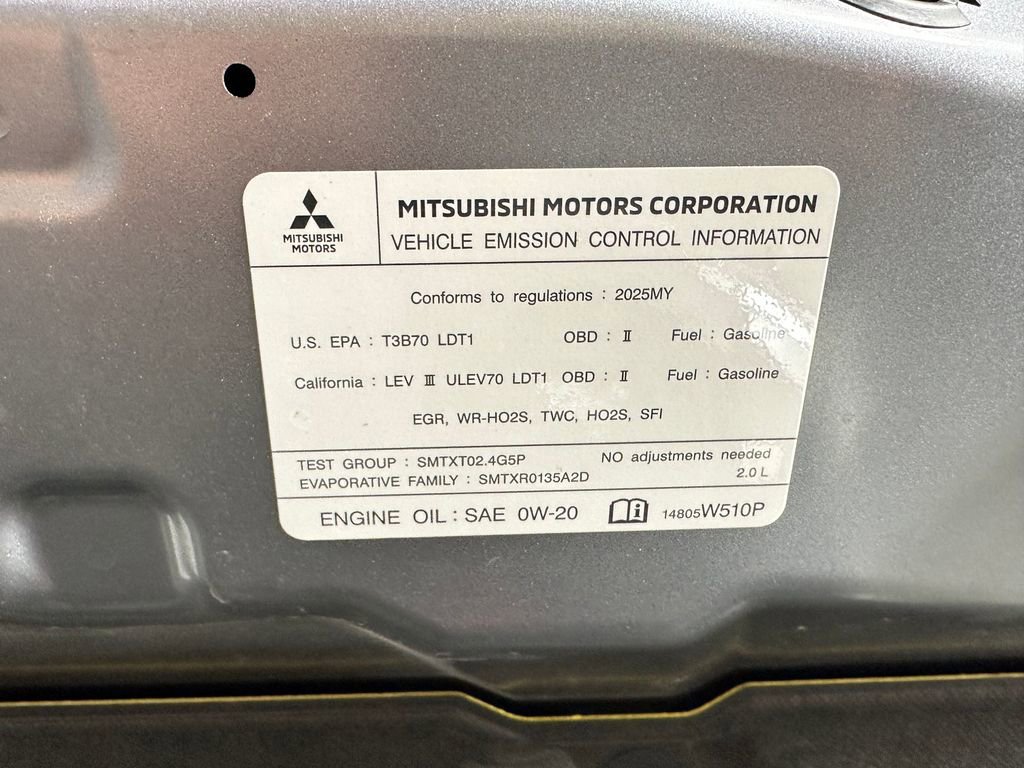 MITSUBISHI MOTORS
MITSUBISHI MOTORS CORPORATION
VEHICLE EMISSION CONTROL INFORMATION
Conforms to regulations : 2025MY
U.S. EPA : T3B70 LDT1 OBD : Ⅱ Fuel : Gasoline
California : LEV Ⅲ ULEV70 LDT1 OBD : Ⅱ Fuel : Gasoline
EGR, WR-HO2S, TWC, HO2S, SFI
TEST GROUP : SMTXT02.4G5P NO adjustments needed
EVAPORATIVE FAMILY : SMTXR0135A2D 2.0 L
ENGINE OIL : SAE 0W-20 14805W510P